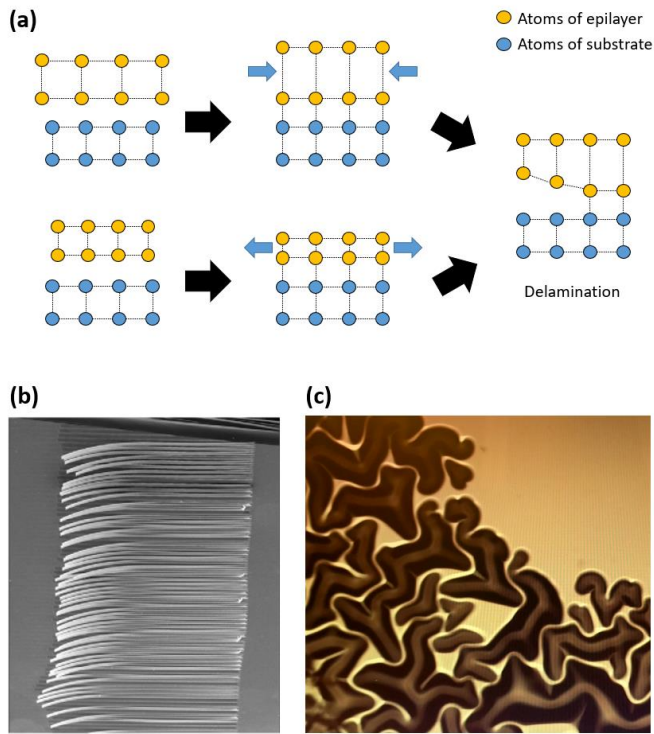 (a)
Atoms of epilayer
Atoms of substrate
Delamination
(b)
(c)